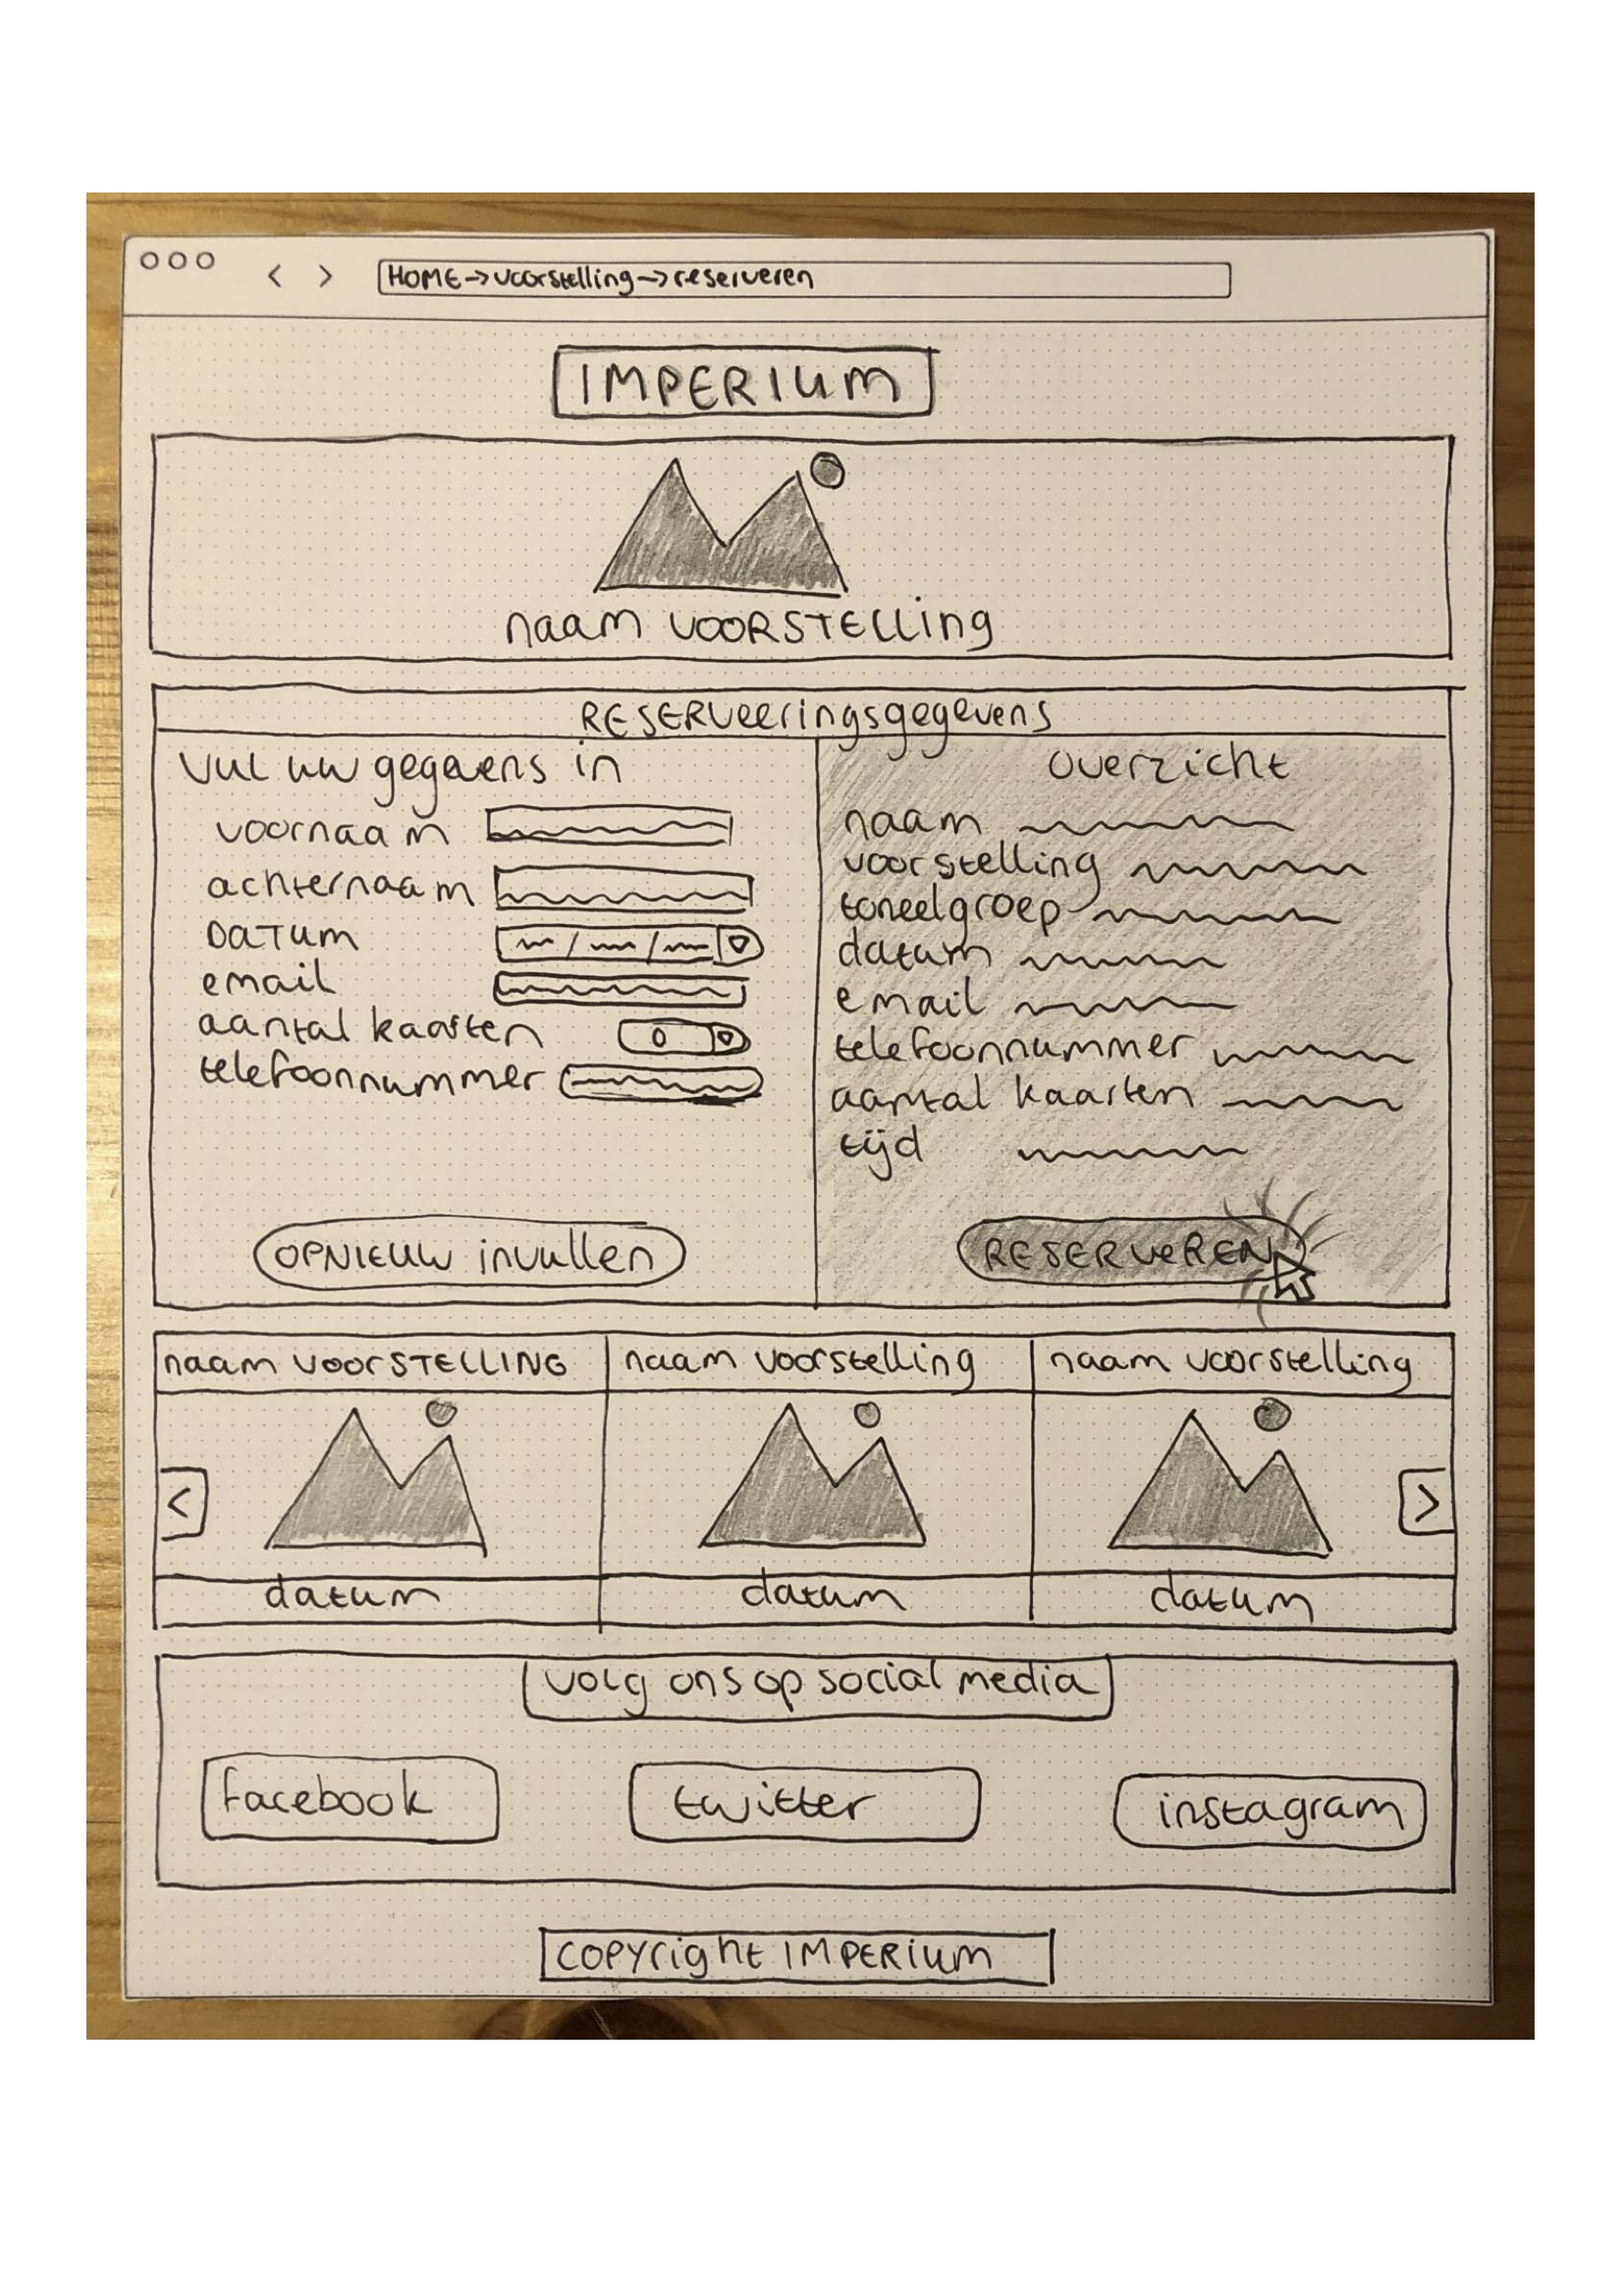 HOME→voorstelling→reserveren
IMPERIUM
naam VOORSTELLing
RESERVeeringsgegevens
Vul uw gegevens in
voornaam
achternaam
DATUM
email
aantal kaarten
0
telefoonnummer
OPNIEUW invullen
overzicht
naam
voorstelling
toneelgroep
datum
email
telefoonnummer
aantal kaarten
tijd
RESERVEREN
naam VOORSTELLING
naam voorstelling
naam voorstelling
<
>
datum
datum
datum
volg ons op social media
facebook
twitter
instagram
COPYright IMPERIUM